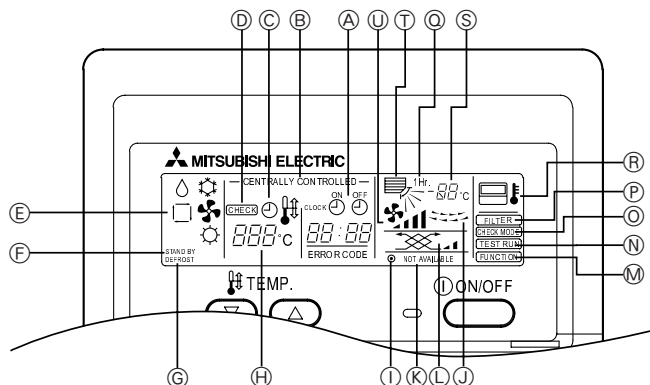 Ⓓ Ⓒ Ⓑ Ⓐ Ⓤ Ⓣ Ⓠ Ⓢ
MITSUBISHI ELECTRIC
CENTRALLY CONTROLLED
1Hr.
ON OFF
88°C
Ⓡ
CHECK
CLOCK
Ⓔ
FILTER
Ⓟ
CHECK MODE
Ⓞ
888°C
88:88
TEST RUN
Ⓝ
Ⓕ
STAND BY
DEFROST
ERROR CODE
NOT AVAILABLE
FUNCTION
Ⓜ
TEMP.
ON/OFF
Ⓖ Ⓗ Ⓘ Ⓚ Ⓛ Ⓙ